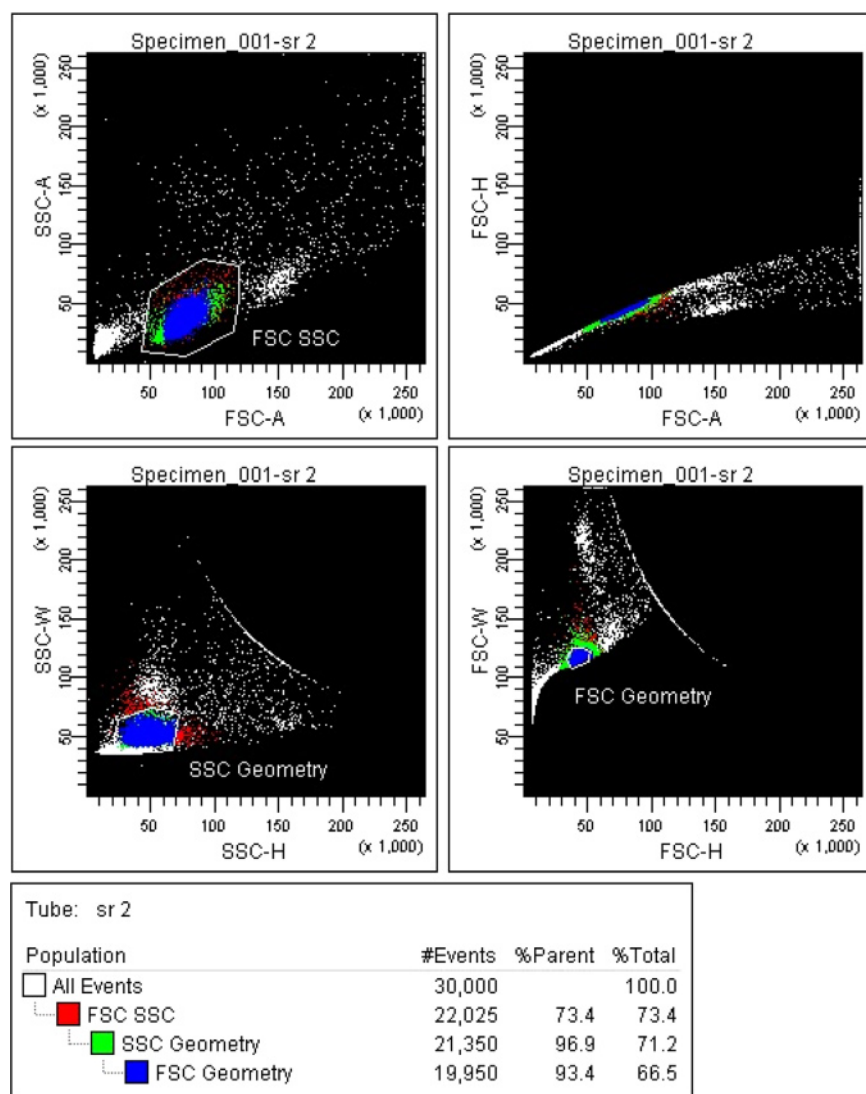 Specimen_001-sr 2
(x 1,000)
250
200
150
100
50
SSC-A
FSC SSC
50 100 150 200 250
FSC-A (x 1,000)
Specimen_001-sr 2
(x 1,000)
250
200
150
100
50
FSC-H
50 100 150 200 250
FSC-A (x 1,000)
Specimen_001-sr 2
(x 1,000)
250
200
150
100
50
SSC-W
SSC Geometry
50 100 150 200 250
SSC-H (x 1,000)
Specimen_001-sr 2
(x 1,000)
250
200
150
100
50
FSC-W
FSC Geometry
50 100 150 200 250
FSC-H (x 1,000)
Tube: sr 2
Population #Events %Parent %Total
All Events 30,000 100.0
FSC SSC 22,025 73.4 73.4
SSC Geometry 21,350 96.9 71.2
FSC Geometry 19,950 93.4 66.5